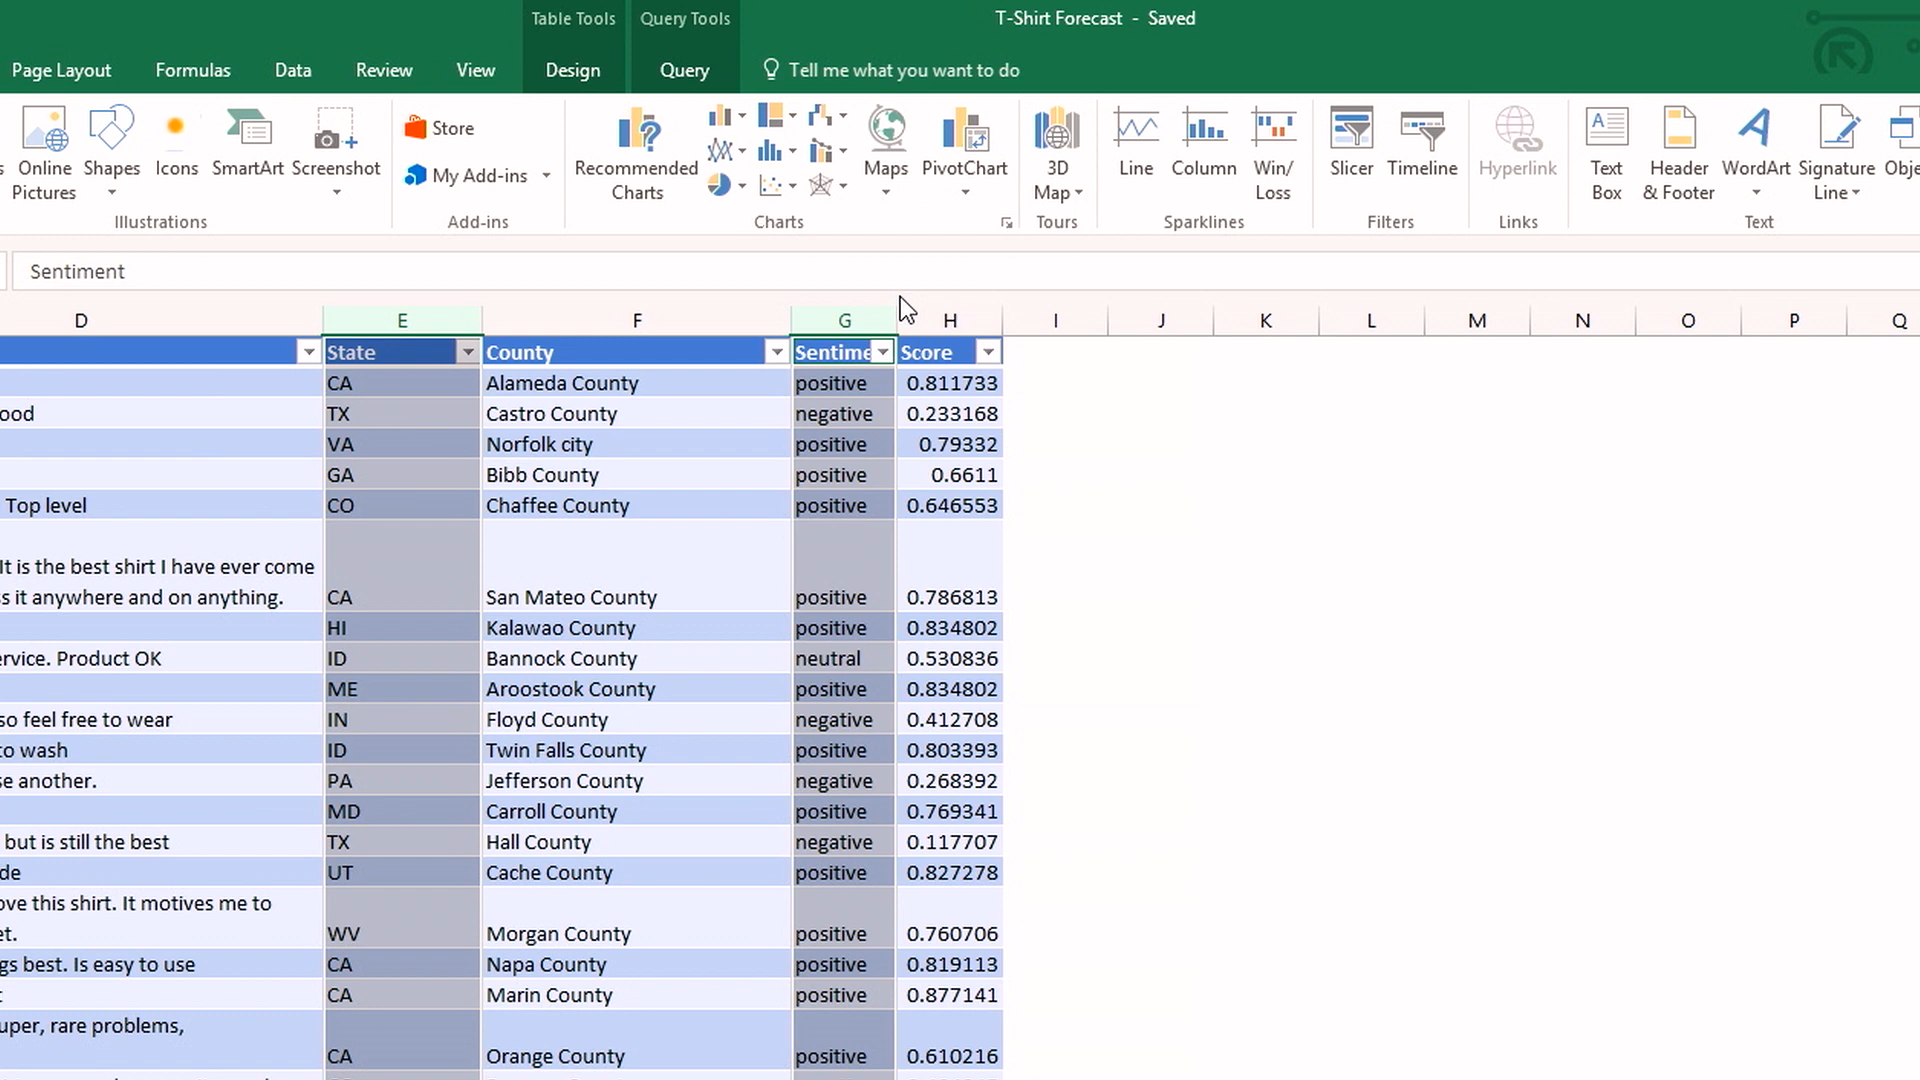 Table Tools Query Tools T-Shirt Forecast - Saved
Page Layout Formulas Data Review View Design Query Tell me what you want to do
Online Pictures Shapes Icons SmartArt Screenshot Store My Add-ins Recommended Charts Maps PivotChart 3D Map Line Column Win/Loss Slicer Timeline Hyperlink Text Box Header & Footer WordArt Signature Line
Illustrations Add-ins Charts Tours Sparklines Filters Links Text
Sentiment
D E F G H I J K L M N O P Q
State County Sentime Score
CA Alameda County positive 0.811733
ood TX Castro County negative 0.233168
VA Norfolk city positive 0.79332
GA Bibb County positive 0.6611
Top level CO Chaffee County positive 0.646553
It is the best shirt I have ever come
s it anywhere and on anything. CA San Mateo County positive 0.786813
HI Kalawao County positive 0.834802
ervice. Product OK ID Bannock County neutral 0.530836
ME Aroostook County positive 0.834802
so feel free to wear IN Floyd County negative 0.412708
to wash ID Twin Falls County positive 0.803393
se another. PA Jefferson County negative 0.268392
MD Carroll County positive 0.769341
but is still the best TX Hall County negative 0.117707
de UT Cache County positive 0.827278
ove this shirt. It motives me to
et. WV Morgan County positive 0.760706
gs best. Is easy to use CA Napa County positive 0.819113
t CA Marin County positive 0.877141
uper, rare problems,
CA Orange County positive 0.610216